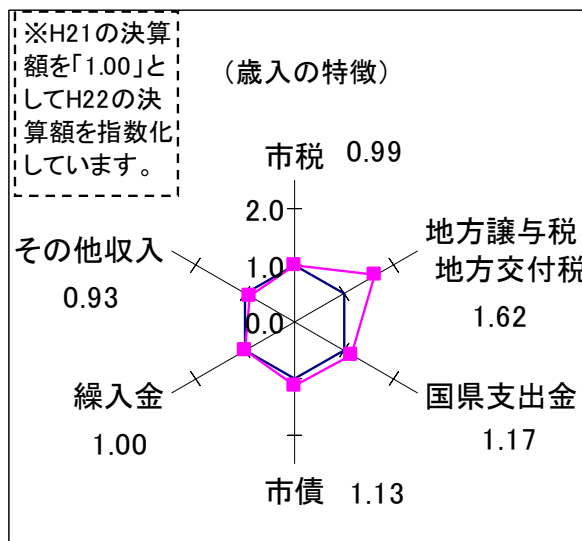 ※H21の決算
額を「1.00」と
してH22の決
算額を指数化
しています。
(歳入の特徴)
市税 0.99
2.0
1.0
0.0
地方譲与税
地方交付税
1.62
国県支出金
1.17
市債 1.13
繰入金
1.00
その他収入
0.93